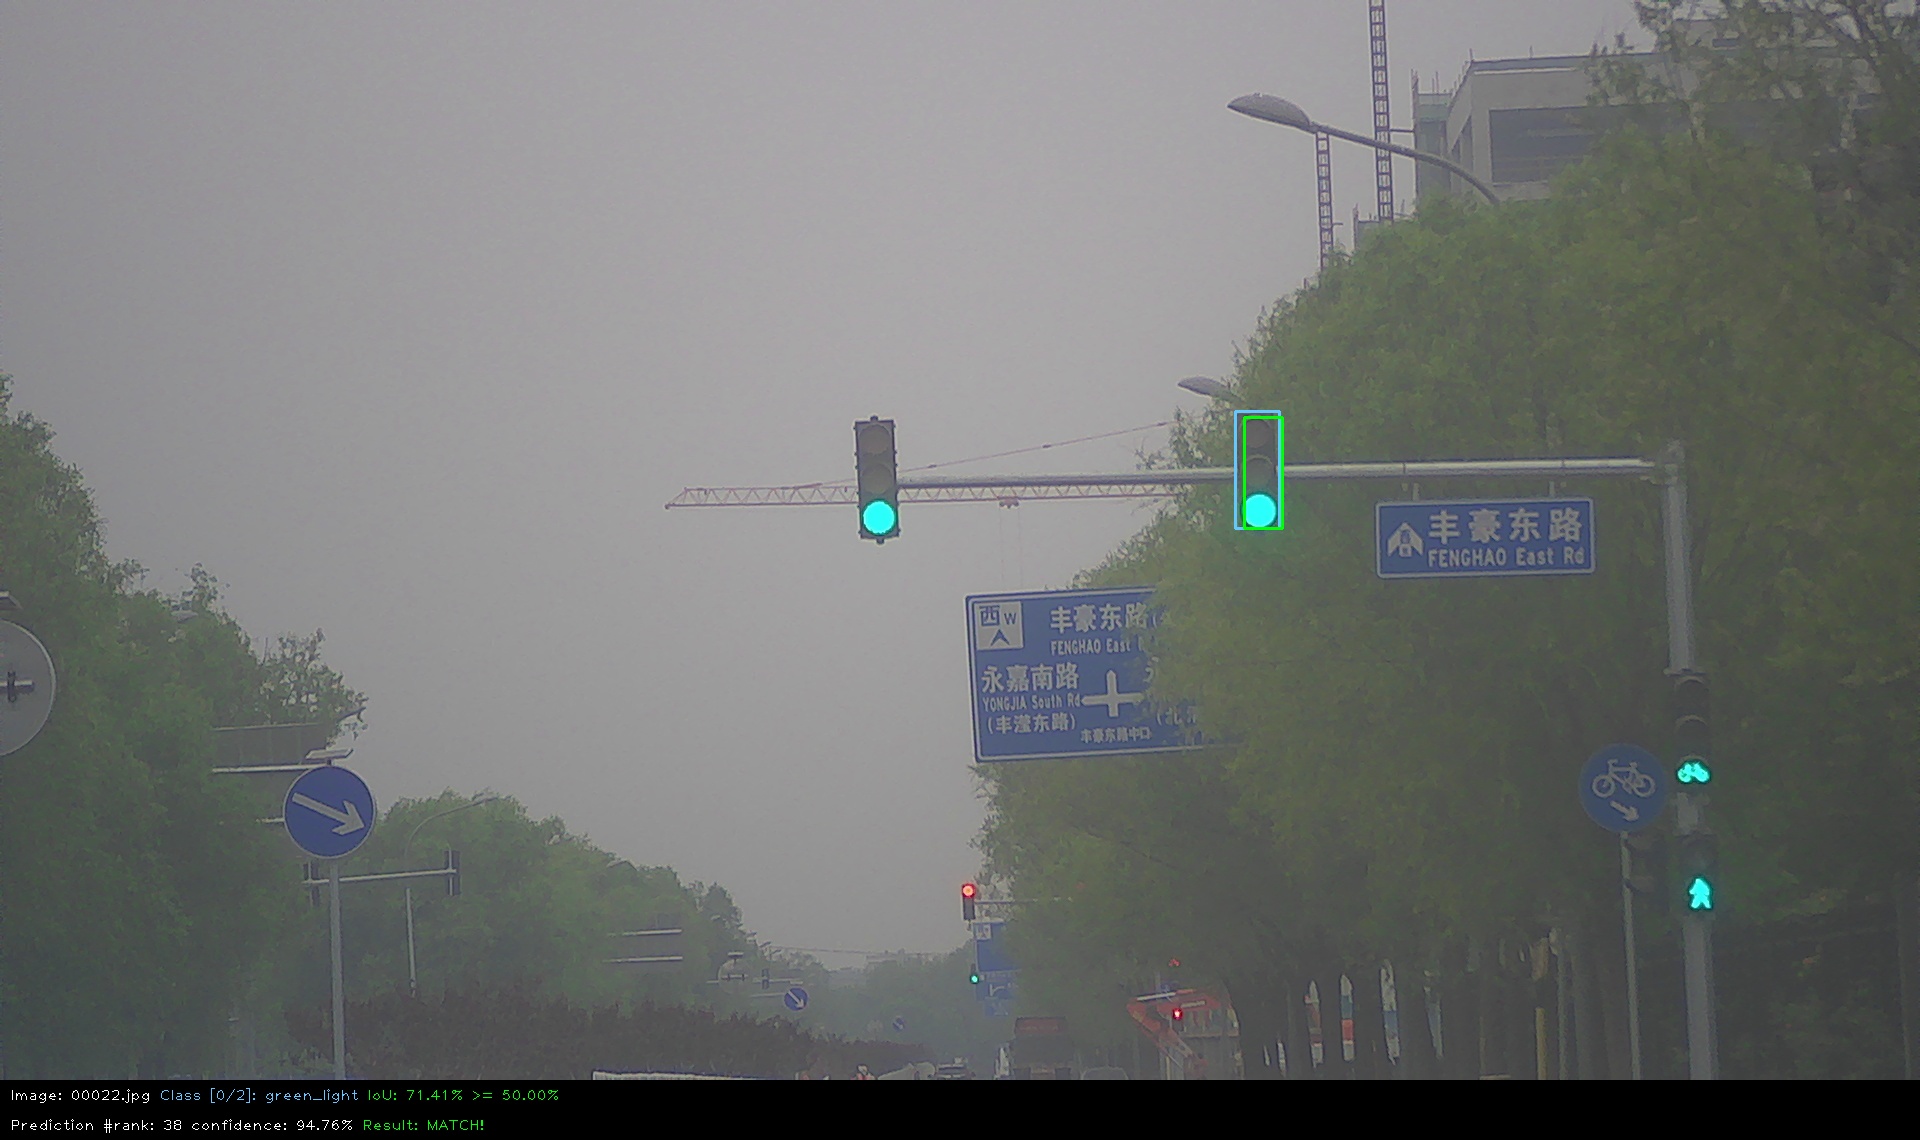 丰豪东路
FENGHAO East Rd
西 W
丰豪东路
FENGHAO East
永嘉南路
YONGJIA South Rd
(丰滢东路)
丰豪东路中口
Image: 00022.jpg Class [0/2]: green_light IoU: 71.41% >= 50.00%
Prediction #rank: 38 confidence: 94.76% Result: MATCH!